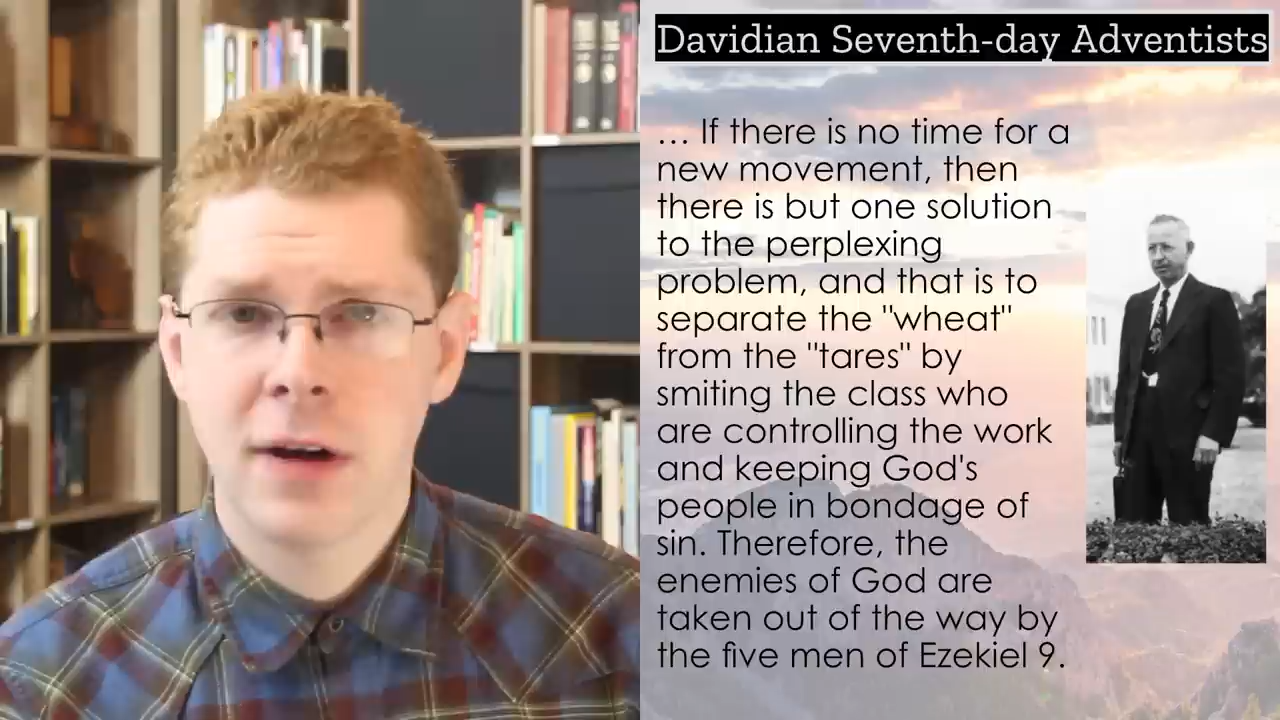 Davidian Seventh-day Adventists
... If there is no time for a
new movement, then
there is but one solution
to the perplexing
problem, and that is to
separate the "wheat"
from the "tares" by
smiting the class who
are controlling the work
and keeping God's
people in bondage of
sin. Therefore, the
enemies of God are
taken out of the way by
the five men of Ezekiel 9.